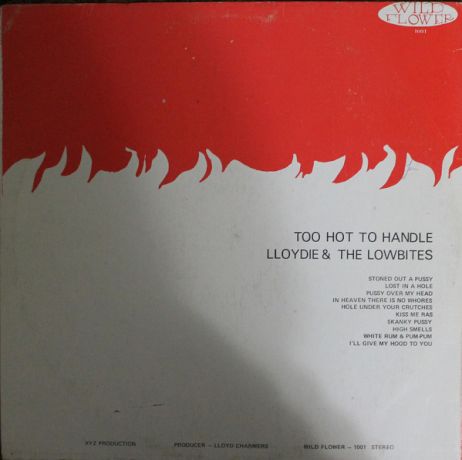 WILD
FLOWER
1001
TOO HOT TO HANDLE
LLOYDIE & THE LOWBITES
STONED OUT A PUSSY
LOST IN A HOLE
PUSSY OVER MY HEAD
IN HEAVEN THERE IS NO WHORES
HOLE UNDER YOUR CRUTCHES
KISS ME RAS
SKANKY PUSSY
HIGH SMELLS
WHITE RUM & PUM-PUM
I'LL GIVE MY HOOD TO YOU
XYZ PRODUCTION PRODUCER – LLOYD CHARMERS WILD FLOWER – 1001 STEREO